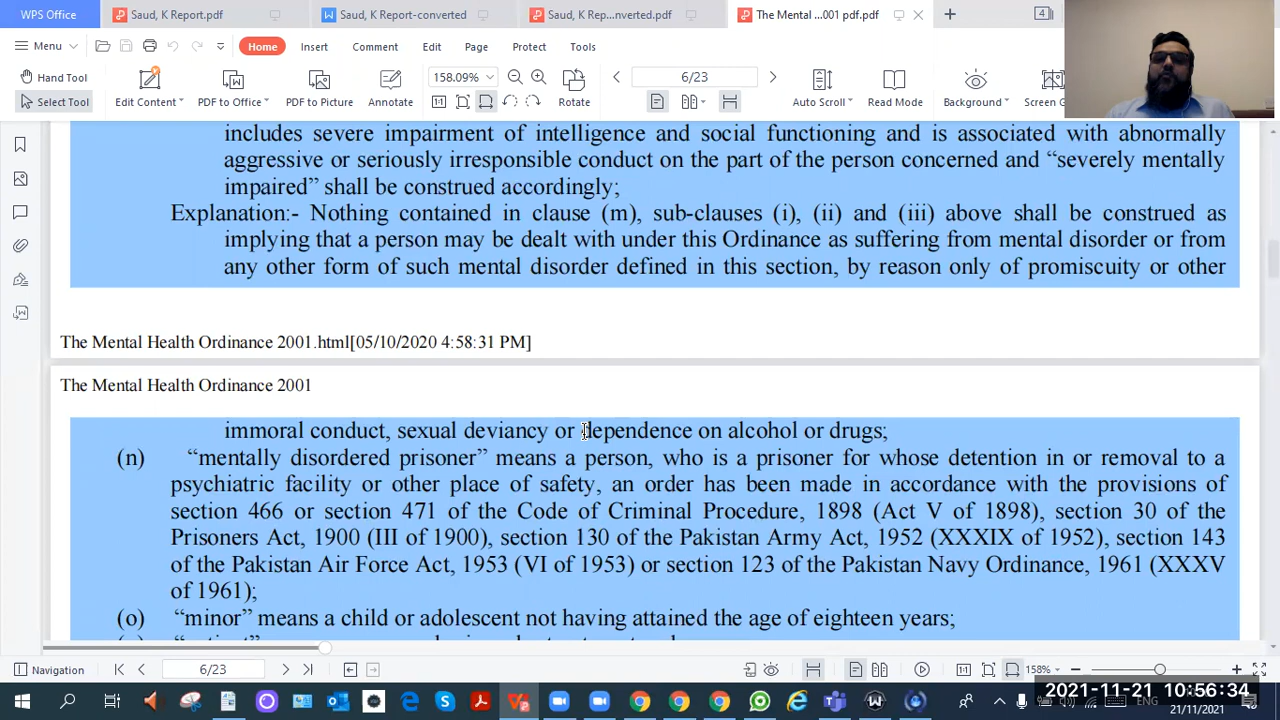 WPS Office
Saud, K Report.pdf
Saud, K Report-converted
Saud, K Rep...nverted.pdf
The Mental ...001 pdf.pdf
4
Menu
Home
Insert
Comment
Edit
Page
Protect
Tools
Hand Tool
Select Tool
Edit Content
PDF to Office
PDF to Picture
Annotate
158.09%
Rotate
6/23
Auto Scroll
Read Mode
Background
Screen G
includes severe impairment of intelligence and social functioning and is associated with abnormally
aggressive or seriously irresponsible conduct on the part of the person concerned and “severely mentally
impaired” shall be construed accordingly;
Explanation:- Nothing contained in clause (m), sub-clauses (i), (ii) and (iii) above shall be construed as
implying that a person may be dealt with under this Ordinance as suffering from mental disorder or from
any other form of such mental disorder defined in this section, by reason only of promiscuity or other
The Mental Health Ordinance 2001.html[05/10/2020 4:58:31 PM]
The Mental Health Ordinance 2001
immoral conduct, sexual deviancy or dependence on alcohol or drugs;
(n) “mentally disordered prisoner” means a person, who is a prisoner for whose detention in or removal to a
psychiatric facility or other place of safety, an order has been made in accordance with the provisions of
section 466 or section 471 of the Code of Criminal Procedure, 1898 (Act V of 1898), section 30 of the
Prisoners Act, 1900 (III of 1900), section 130 of the Pakistan Army Act, 1952 (XXXIX of 1952), section 143
of the Pakistan Air Force Act, 1953 (VI of 1953) or section 123 of the Pakistan Navy Ordinance, 1961 (XXXV
of 1961);
(o) “minor” means a child or adolescent not having attained the age of eighteen years;
Navigation
6/23
158%
2021-11-21 10:56:34
ENG
21/11/2021